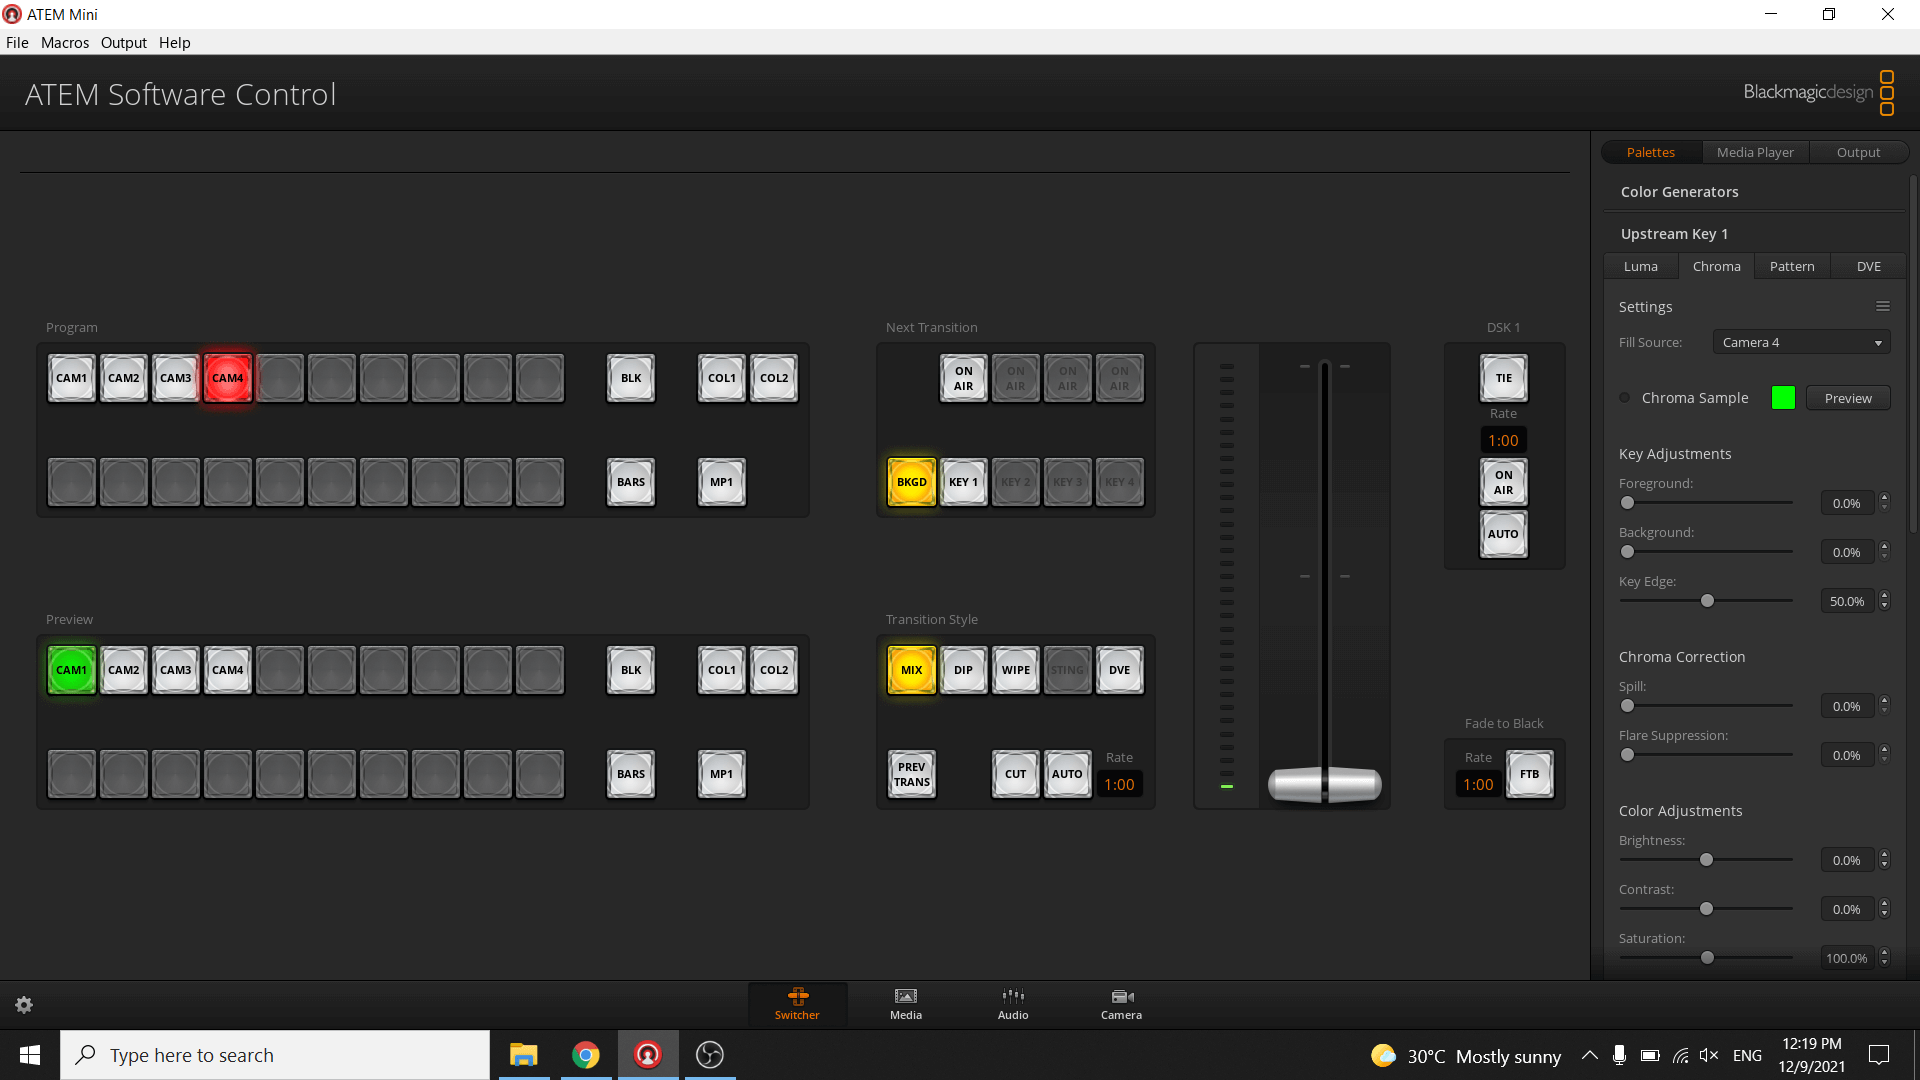 ATEM Mini
File Macros Output Help
ATEM Software Control
Blackmagicdesign
Palettes Media Player Output
Color Generators
Upstream Key 1
Luma Chroma Pattern DVE
Settings
Fill Source: Camera 4
Chroma Sample Preview
Key Adjustments
Foreground:
0.0%
Background:
0.0%
Key Edge:
50.0%
Chroma Correction
Spill:
0.0%
Flare Suppression:
0.0%
Color Adjustments
Brightness:
0.0%
Contrast:
0.0%
Saturation:
100.0%
Program
CAM1 CAM2 CAM3 CAM4 BLK COL1 COL2
BARS MP1
Next Transition
ON AIR ON AIR ON AIR ON AIR
BKGD KEY 1 KEY 2 KEY 3 KEY 4
DSK 1
TIE
Rate
1:00
ON AIR
AUTO
Preview
CAM1 CAM2 CAM3 CAM4 BLK COL1 COL2
BARS MP1
Transition Style
MIX DIP WIPE STING DVE
PREV TRANS CUT AUTO
Rate
1:00
Fade to Black
Rate
1:00
FTB
Switcher Media Audio Camera
Type here to search
30°C Mostly sunny
ENG
12:19 PM
12/9/2021